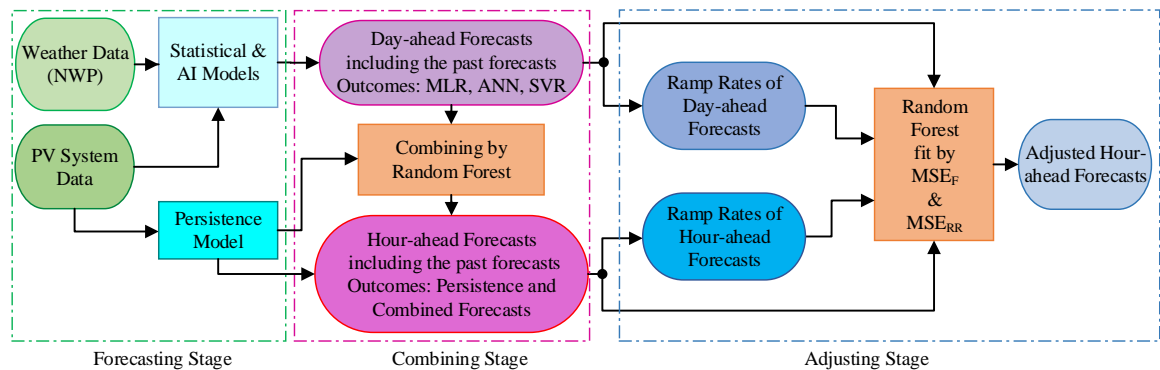 Weather Data
(NWP)
Statistical &
AI Models
PV System
Data
Persistence
Model
Forecasting Stage
Day-ahead Forecasts
including the past forecasts
Outcomes: MLR, ANN, SVR
Combining by
Random Forest
Hour-ahead Forecasts
including the past forecasts
Outcomes: Persistence and
Combined Forecasts
Combining Stage
Ramp Rates of
Day-ahead
Forecasts
Ramp Rates of
Hour-ahead
Forecasts
Random
Forest
fit by
MSE_F
&
MSE_RR
Adjusted Hour-
ahead Forecasts
Adjusting Stage